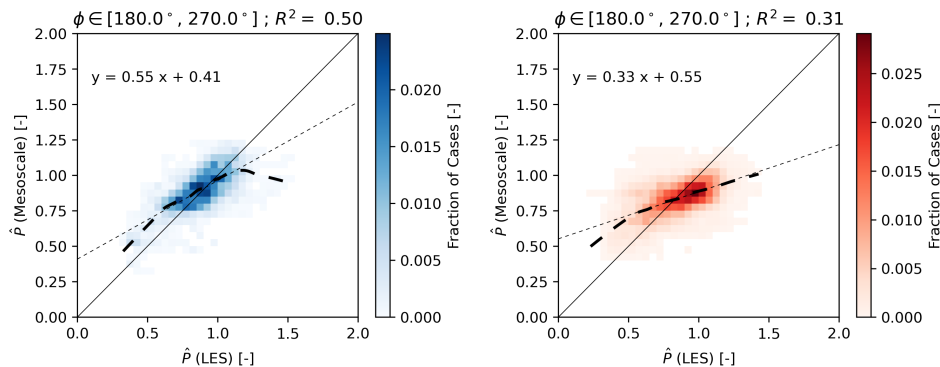 ϕ ∈ [180.0°, 270.0°] ; R² = 0.50
y = 0.55 x + 0.41
P̂ (Mesoscale) [-]
2.00
1.75
1.50
1.25
1.00
0.75
0.50
0.25
0.00
0.0 0.5 1.0 1.5 2.0
P̂ (LES) [-]
0.020
0.015
0.010
0.005
0.000
Fraction of Cases [-]
ϕ ∈ [180.0°, 270.0°] ; R² = 0.31
y = 0.33 x + 0.55
P̂ (Mesoscale) [-]
2.00
1.75
1.50
1.25
1.00
0.75
0.50
0.25
0.00
0.0 0.5 1.0 1.5 2.0
P̂ (LES) [-]
0.025
0.020
0.015
0.010
0.005
0.000
Fraction of Cases [-]